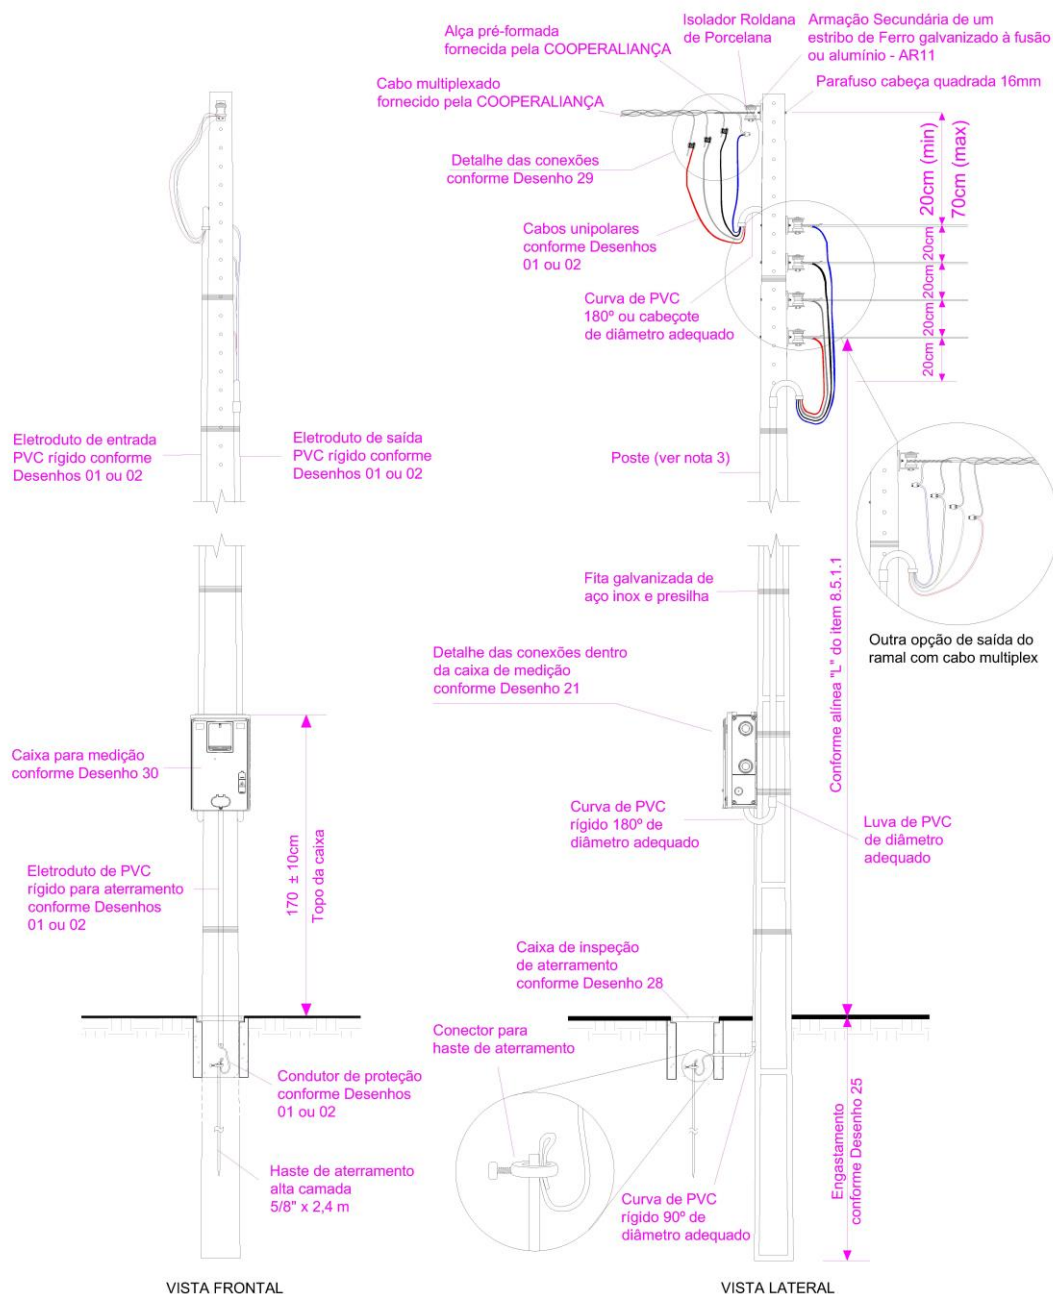 Alça pré-formada
fornecida pela COOPERALIANÇA
Isolador Roldana
de Porcelana
Armação Secundária de um
estribo de Ferro galvanizado à fusão
ou alumínio - AR11
Cabo multiplexado
fornecido pela COOPERALIANÇA
Parafuso cabeça quadrada 16mm
Detalhe das conexões
conforme Desenho 29
20cm (min)
70cm (max)
Cabos unipolares
conforme Desenhos
01 ou 02
20cm
20cm
20cm
20cm
Curva de PVC
180º ou cabeçote
de diâmetro adequado
Eletroduto de entrada
PVC rígido conforme
Desenhos 01 ou 02
Eletroduto de saída
PVC rígido conforme
Desenhos 01 ou 02
Poste (ver nota 3)
Fita galvanizada de
aço inox e presilha
Conforme alínea "L" do item 8.5.1.1
Outra opção de saída do
ramal com cabo multiplex
Detalhe das conexões dentro
da caixa de medição
conforme Desenho 21
Caixa para medição
conforme Desenho 30
Curva de PVC
rígido 180º de
diâmetro adequado
Luva de PVC
de diâmetro
adequado
Eletroduto de PVC
rígido para aterramento
conforme Desenhos
01 ou 02
170 ± 10cm
Topo da caixa
Caixa de inspeção
de aterramento
conforme Desenho 28
Conector para
haste de aterramento
Condutor de proteção
conforme Desenhos
01 ou 02
Haste de aterramento
alta camada
5/8" x 2,4 m
Curva de PVC
rígido 90º de
diâmetro adequado
Engastamento
conforme Desenho 25
VISTA FRONTAL
VISTA LATERAL